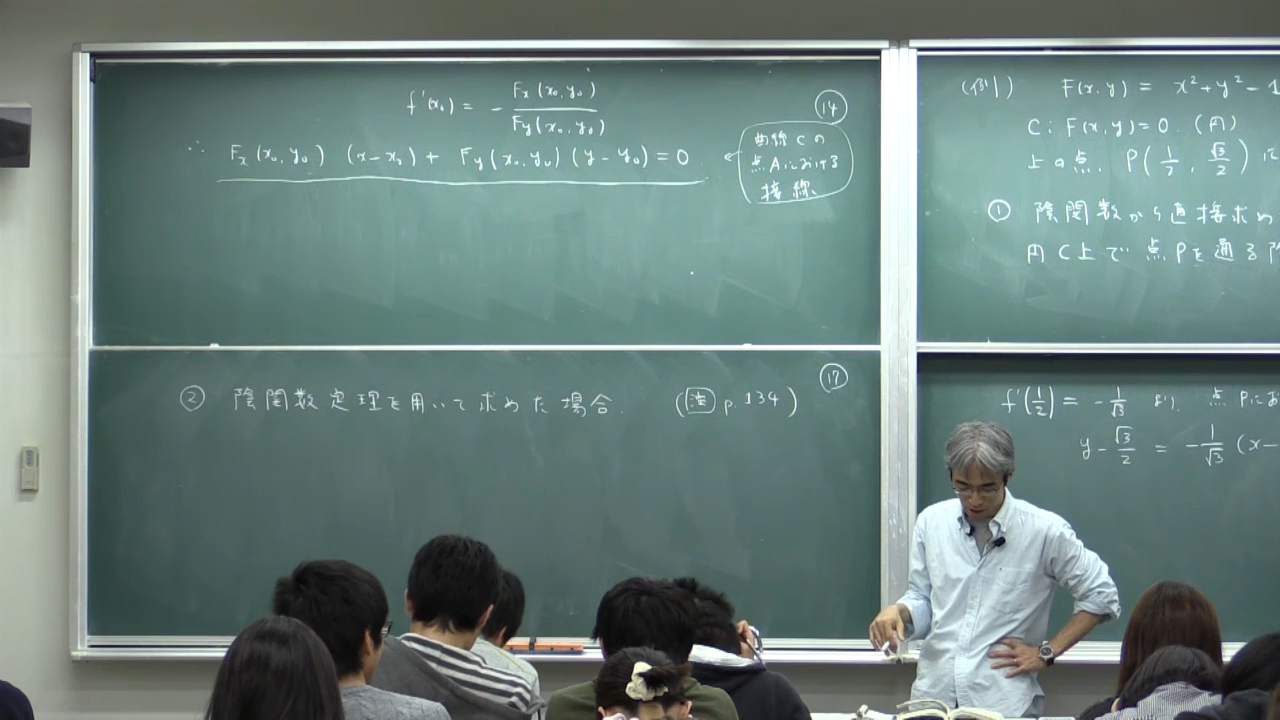 f'(x₀) = - Fx(x₀, y₀) / Fy(x₀, y₀)
⑭
∴ Fx(x₀, y₀)(x-x₀) + Fy(x₀, y₀)(y-y₀) = 0
← 曲線Cの
点Aにおける
接線
② 陰関数定理を用いて求めた場合. (注 p.134)
⑰
(例1) F(x,y) = x²+y²-1
C: F(x,y)=0. (円)
上の点. P(1/2, √3/2)
① 陰関数から直接求め
円C上で点Pを通る
f'(1/2) = -1/√3 より. 点Pにお
y - √3/2 = -1/√3 (x-